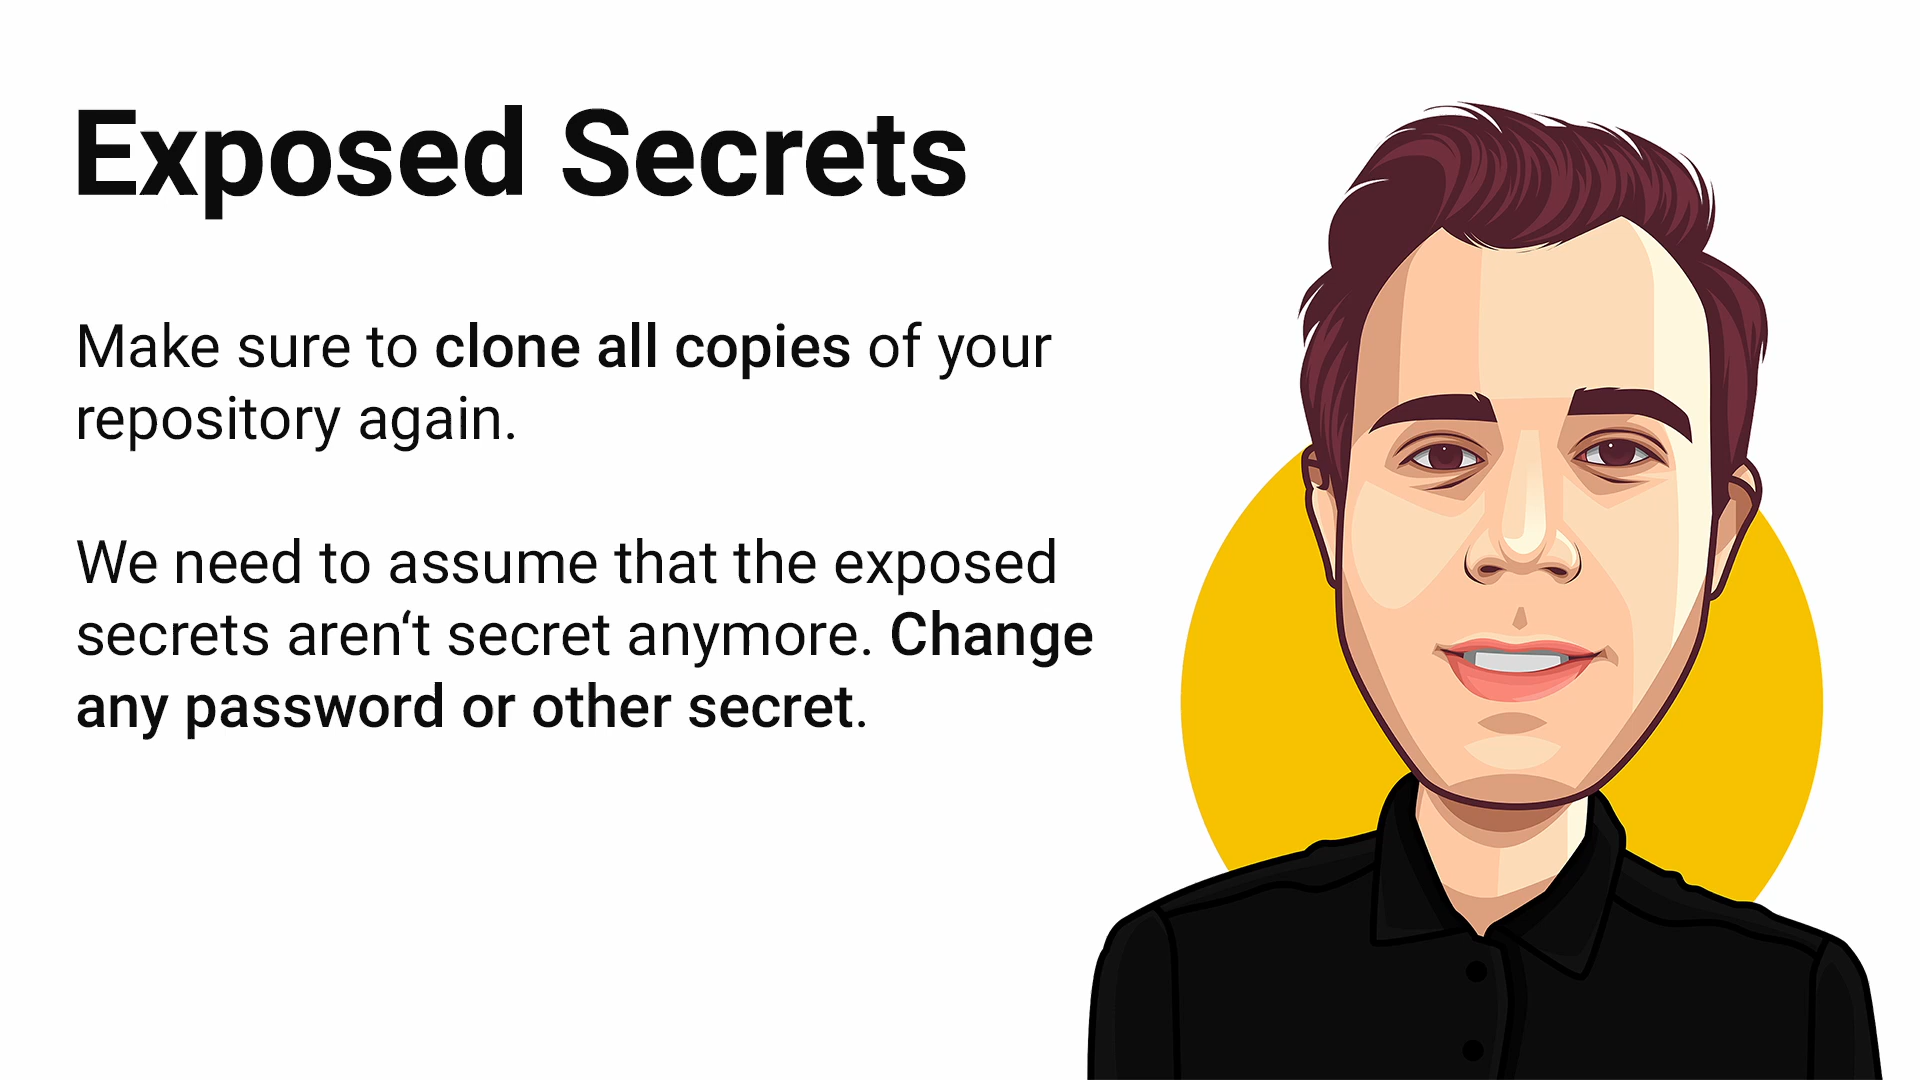 Exposed Secrets
Make sure to clone all copies of your
repository again.
We need to assume that the exposed
secrets aren‘t secret anymore. Change
any password or other secret.